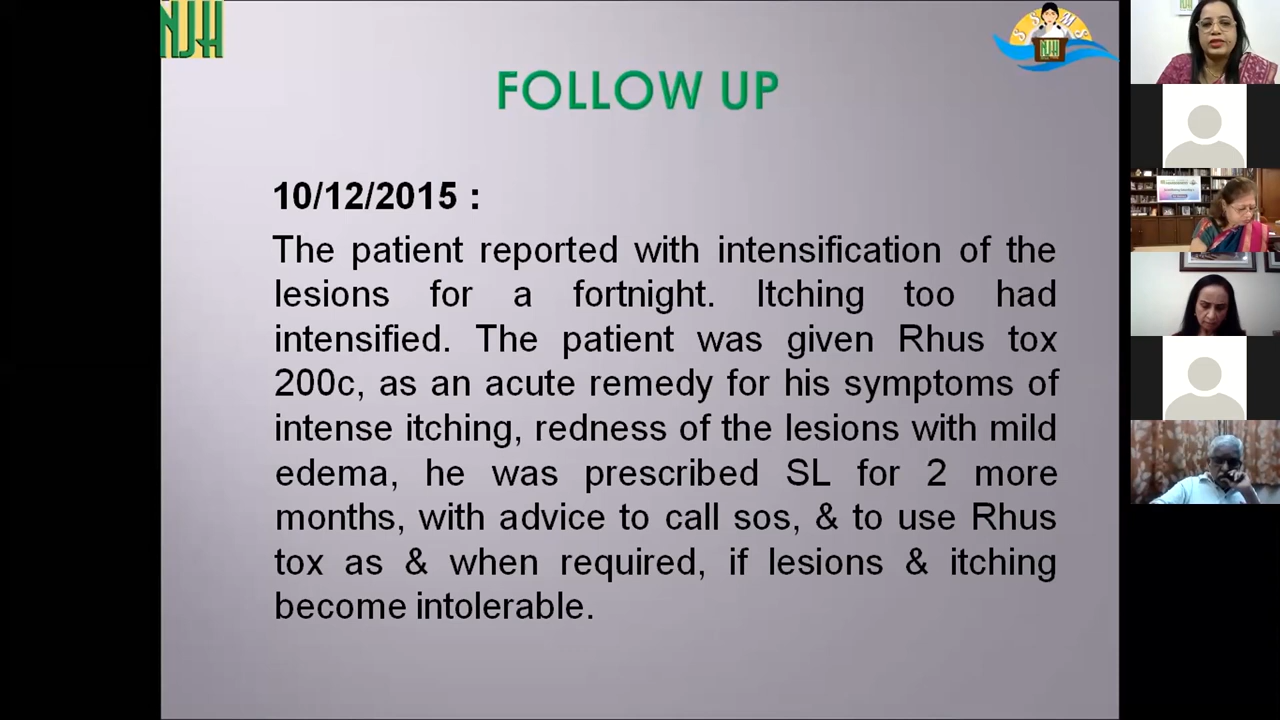 NJH
SSMS
NJH
FOLLOW UP
10/12/2015 :
The patient reported with intensification of the
lesions for a fortnight. Itching too had
intensified. The patient was given Rhus tox
200c, as an acute remedy for his symptoms of
intense itching, redness of the lesions with mild
edema, he was prescribed SL for 2 more
months, with advice to call sos, & to use Rhus
tox as & when required, if lesions & itching
become intolerable.